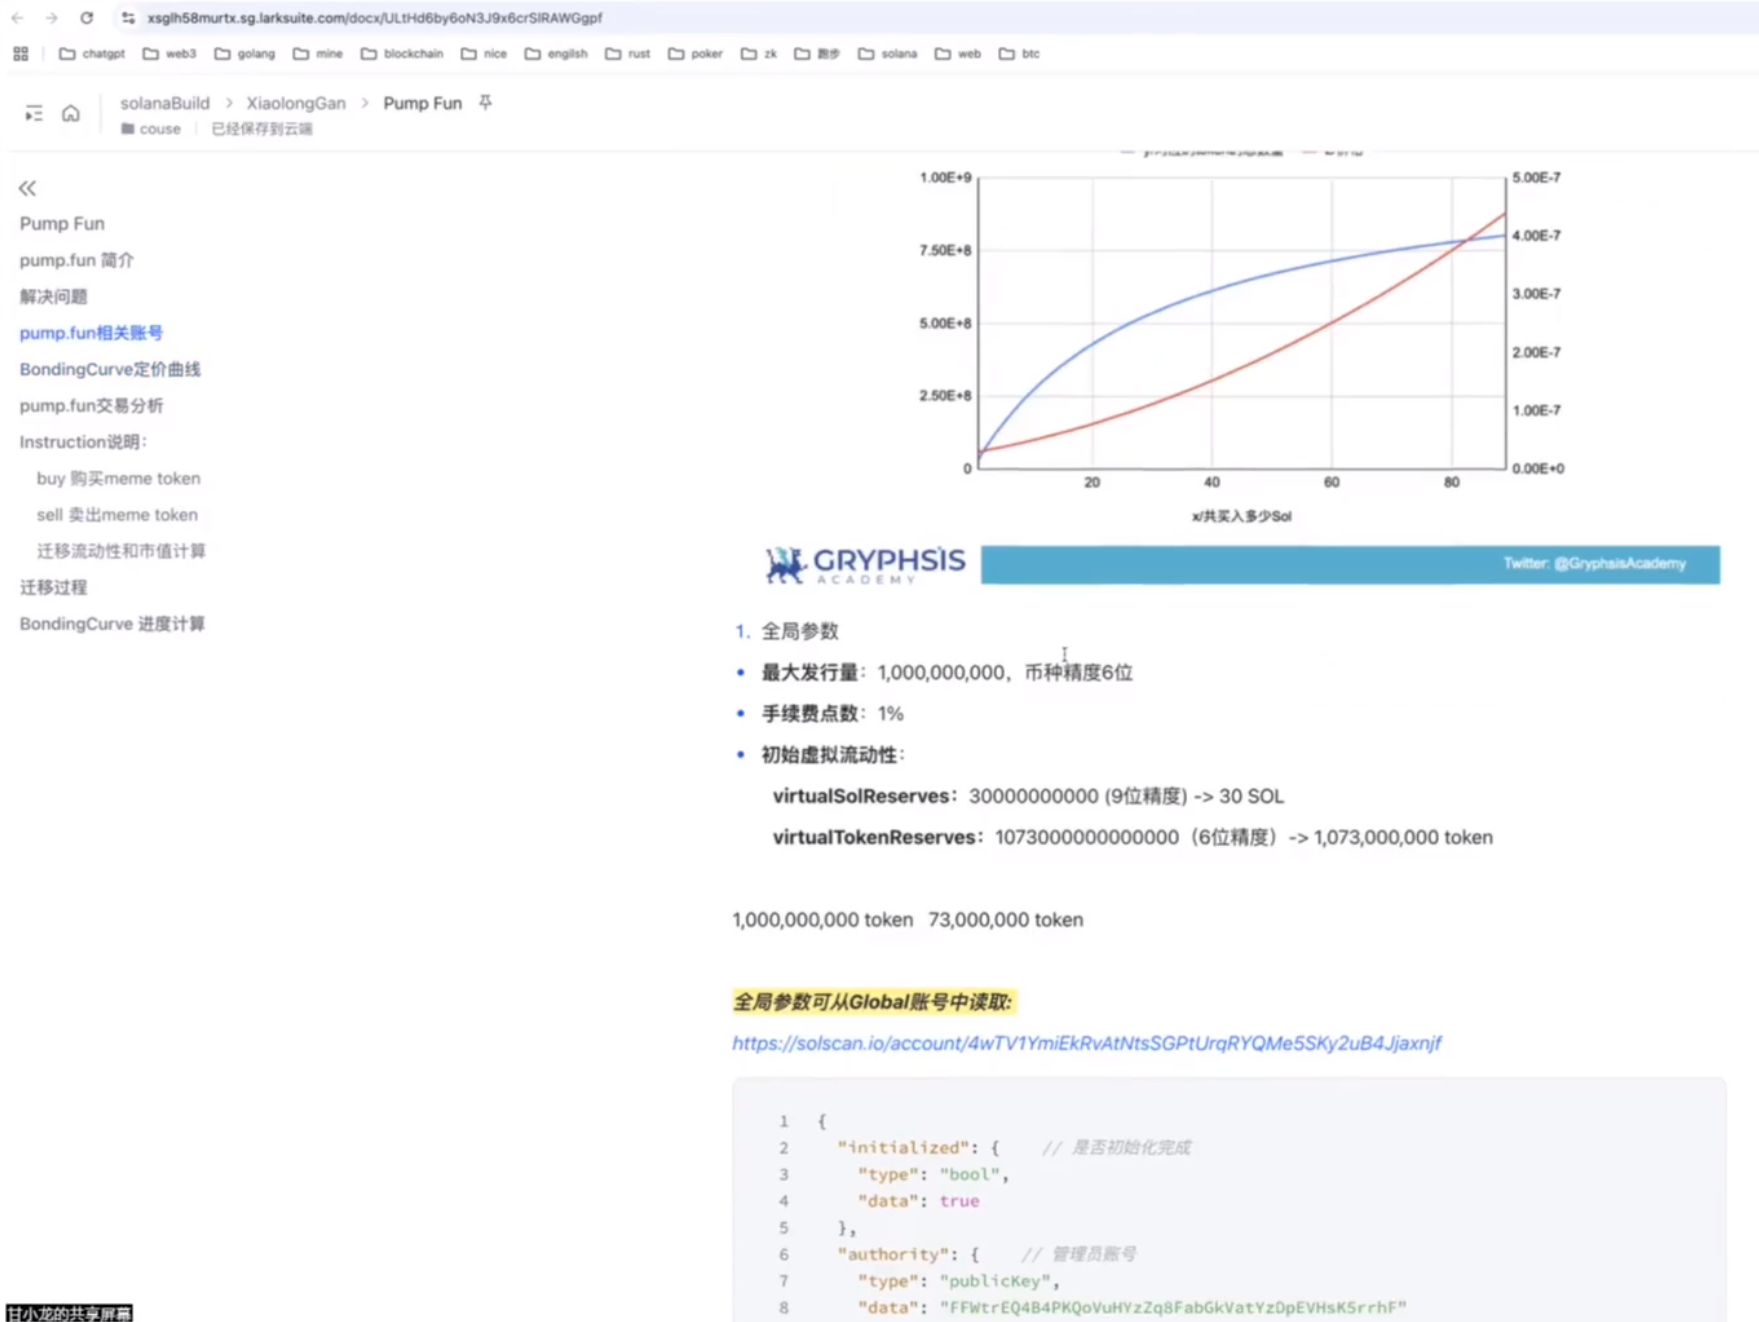 xsglh58murtx.sg.larksuite.com/docx/ULtHd6by6oN3J9x6crSIRAWGgpf
chatgpt web3 golang mine blockchain nice engilsh rust poker zk 跑步 solana web btc
solanaBuild > XiaolongGan > Pump Fun
couse 已经保存到云端
Pump Fun
pump.fun 简介
解决问题
pump.fun相关账号
BondingCurve定价曲线
pump.fun交易分析
Instruction说明:
buy 购买meme token
sell 卖出meme token
迁移流动性和市值计算
迁移过程
BondingCurve 进度计算
1.00E+9 5.00E-7
7.50E+8 4.00E-7
5.00E+8 3.00E-7
2.50E+8 2.00E-7
1.00E-7
0 0.00E+0
20 40 60 80
x/共买入多少Sol
GRYPHSIS
ACADEMY
Twitter: @GryphsisAcademy
1. 全局参数
• 最大发行量：1,000,000,000，币种精度6位
• 手续费点数：1%
• 初始虚拟流动性：
virtualSolReserves：30000000000 (9位精度) -> 30 SOL
virtualTokenReserves：1073000000000000（6位精度）-> 1,073,000,000 token
1,000,000,000 token 73,000,000 token
全局参数可从Global账号中读取:
https://solscan.io/account/4wTV1YmiEkRvAtNtsSGPtUrqRYQMe5SKy2uB4Jjaxnjf
1 {
2 "initialized": { // 是否初始化完成
3 "type": "bool",
4 "data": true
5 },
6 "authority": { // 管理员账号
7 "type": "publicKey",
8 "data": "FFWtrEQ4B4PKQoVuHYzZq8FabGkVatYzDpEVHsK5rrhF"
甘小龙的共享屏幕